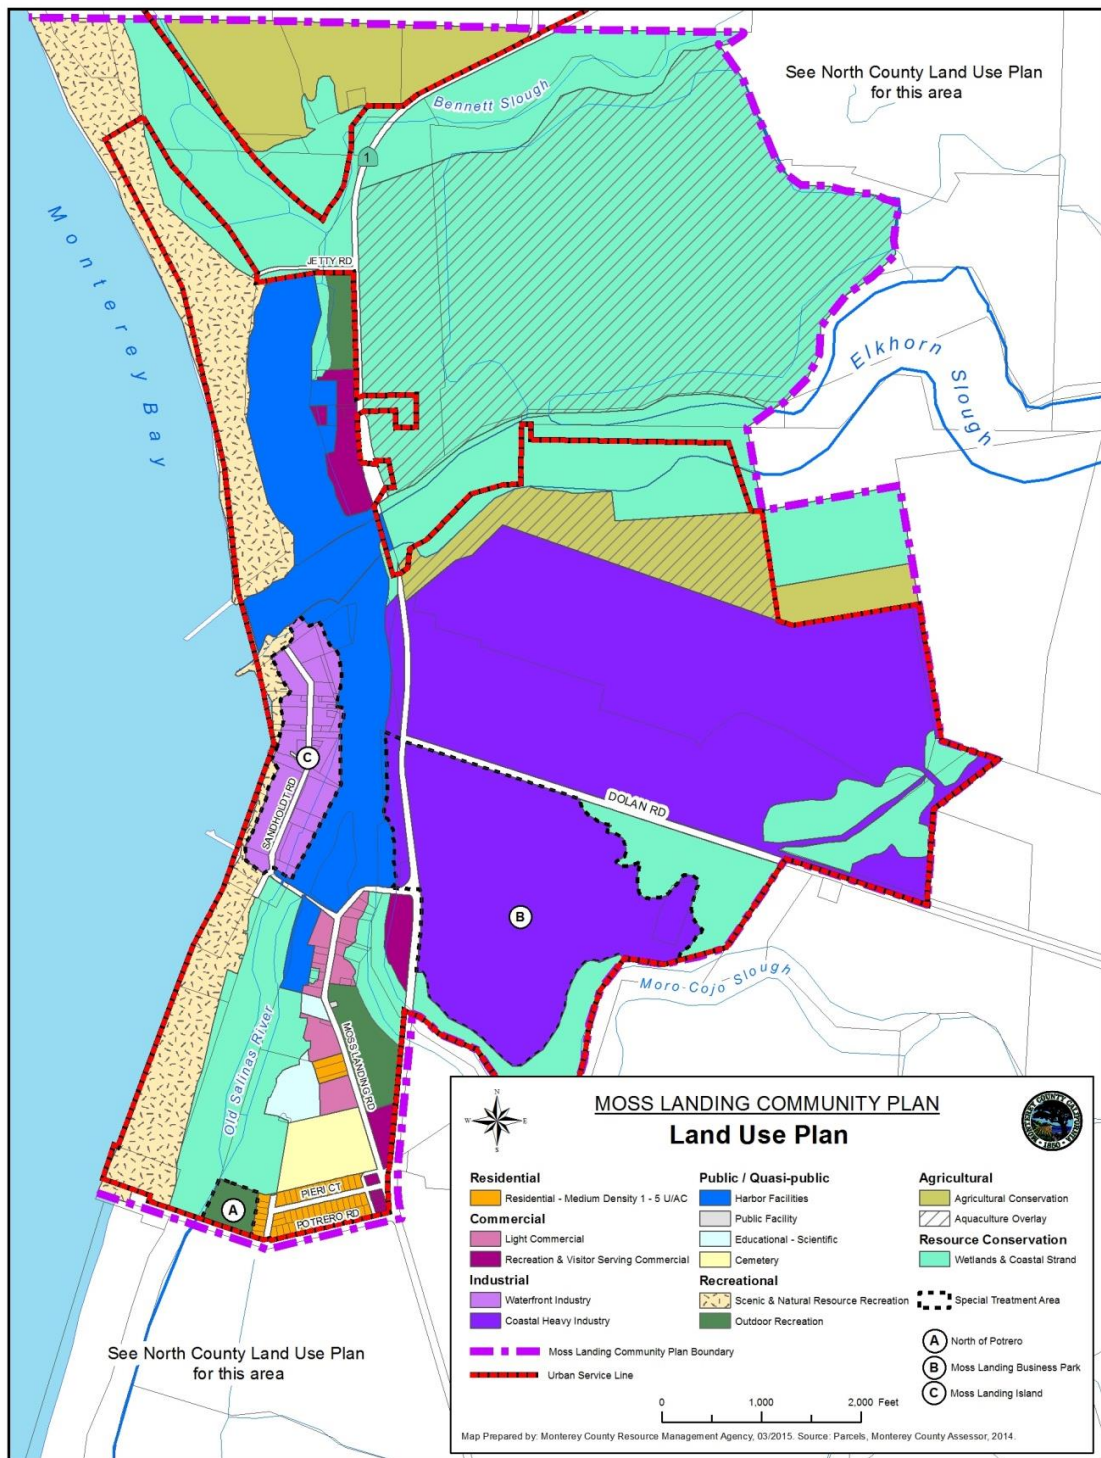 See North County Land Use Plan
for this area
Bennett Slough
1
Monterey Bay
JETTY RD
Elkhorn Slough
C
SANDHOLDT RD
DOLAN RD
B
Moro-Cojo Slough
Old Salinas River
MOSS LANDING RD
PIERI CT
POTRERO RD
A
See North County Land Use Plan
for this area
N
W E
S
MOSS LANDING COMMUNITY PLAN
Land Use Plan
MONTEREY COUNTY CALIFORNIA
1850
Residential
Residential - Medium Density 1 - 5 U/AC
Commercial
Light Commercial
Recreation & Visitor Serving Commercial
Industrial
Waterfront Industry
Coastal Heavy Industry
Public / Quasi-public
Harbor Facilities
Public Facility
Educational - Scientific
Cemetery
Recreational
Scenic & Natural Resource Recreation
Outdoor Recreation
Agricultural
Agricultural Conservation
Aquaculture Overlay
Resource Conservation
Wetlands & Coastal Strand
Special Treatment Area
A North of Potrero
B Moss Landing Business Park
C Moss Landing Island
Moss Landing Community Plan Boundary
Urban Service Line
0 1,000 2,000 Feet
Map Prepared by: Monterey County Resource Management Agency, 03/2015. Source: Parcels, Monterey County Assessor, 2014.